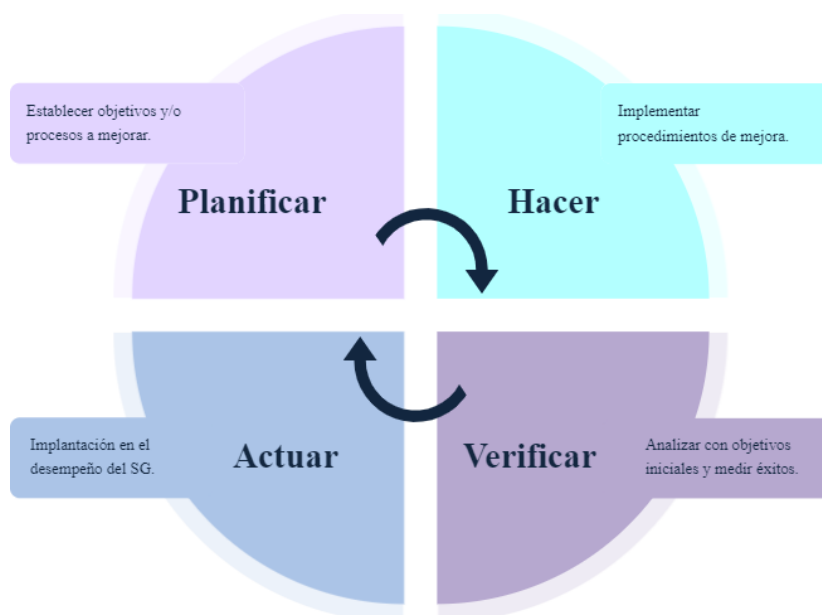 Establecer objetivos y/o
procesos a mejorar.
Implementar
procedimientos de mejora.
Planificar
Hacer
Actuar
Verificar
Implantación en el
desempeño del SG.
Analizar con objetivos
iniciales y medir éxitos.